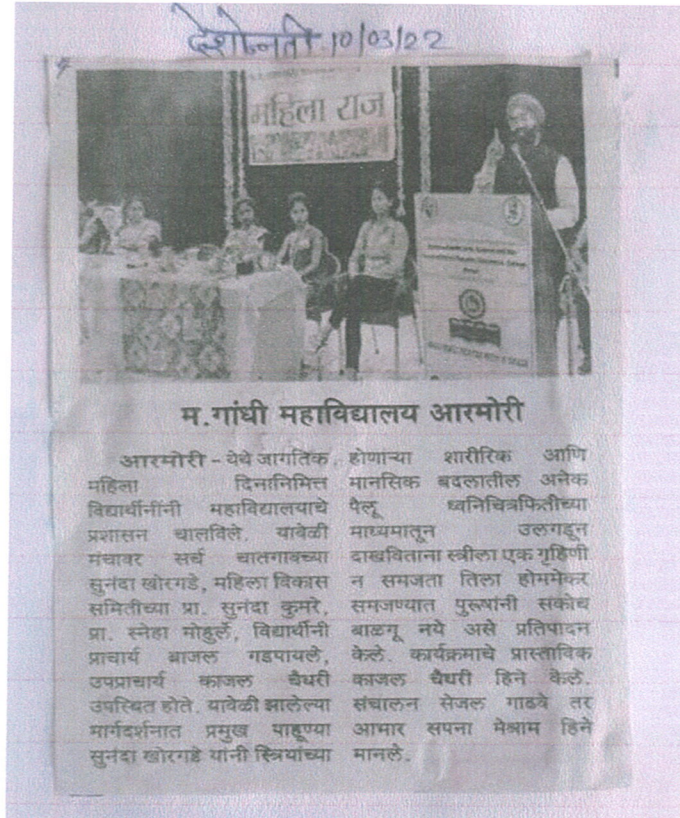 देशोन्नती 10/03/22
महिला राज
म.गांधी महाविद्यालय आरमोरी
आरमोरी - येथे जागतिक
महिला दिनानिमित्त
विद्यार्थीनींनी महाविद्यालयाचे
प्रशासन चालविले. यावेळी
मंचावर सर्च चातगावच्या
सुनंदा खोरगडे, महिला विकास
समितीच्या प्रा. सुनंदा कुमरे,
प्रा. स्नेहा मोहुर्ले, विद्यार्थीनी
प्राचार्य ब्राजल गडपायले,
उपप्राचार्य काजल चैधरी
उपस्थित होते. यावेळी झालेल्या
मार्गदर्शनात प्रमुख पाहूण्या
सुनंदा खोरगडे यांनी स्त्रियांच्या
होणाऱ्या शारीरिक आणि
मानसिक बदलातील अनेक
पैलू ध्वनिचित्रफितीच्या
माध्यमातून उलगडून
दाखविताना स्त्रीला एक गृहिणी
न समजता तिला होममेकर
समजण्यात पुरूषांनी सकोच
बाळगू नये असे प्रतिपादन
केले. कार्यक्रमाचे प्रास्ताविक
काजल चैधरी हिने केले.
संचालन सेजल गाढवे तर
आभार सपना मेश्राम हिने
मानले.